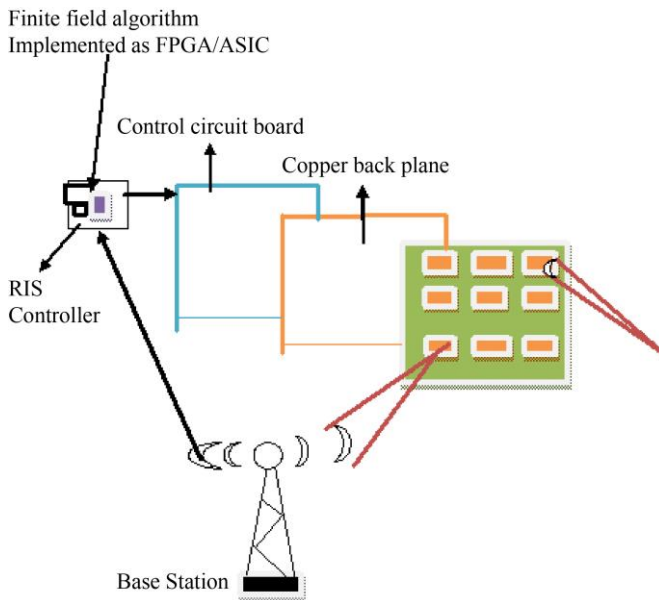 Finite field algorithm
Implemented as FPGA/ASIC
Control circuit board
Copper back plane
RIS
Controller
Base Station